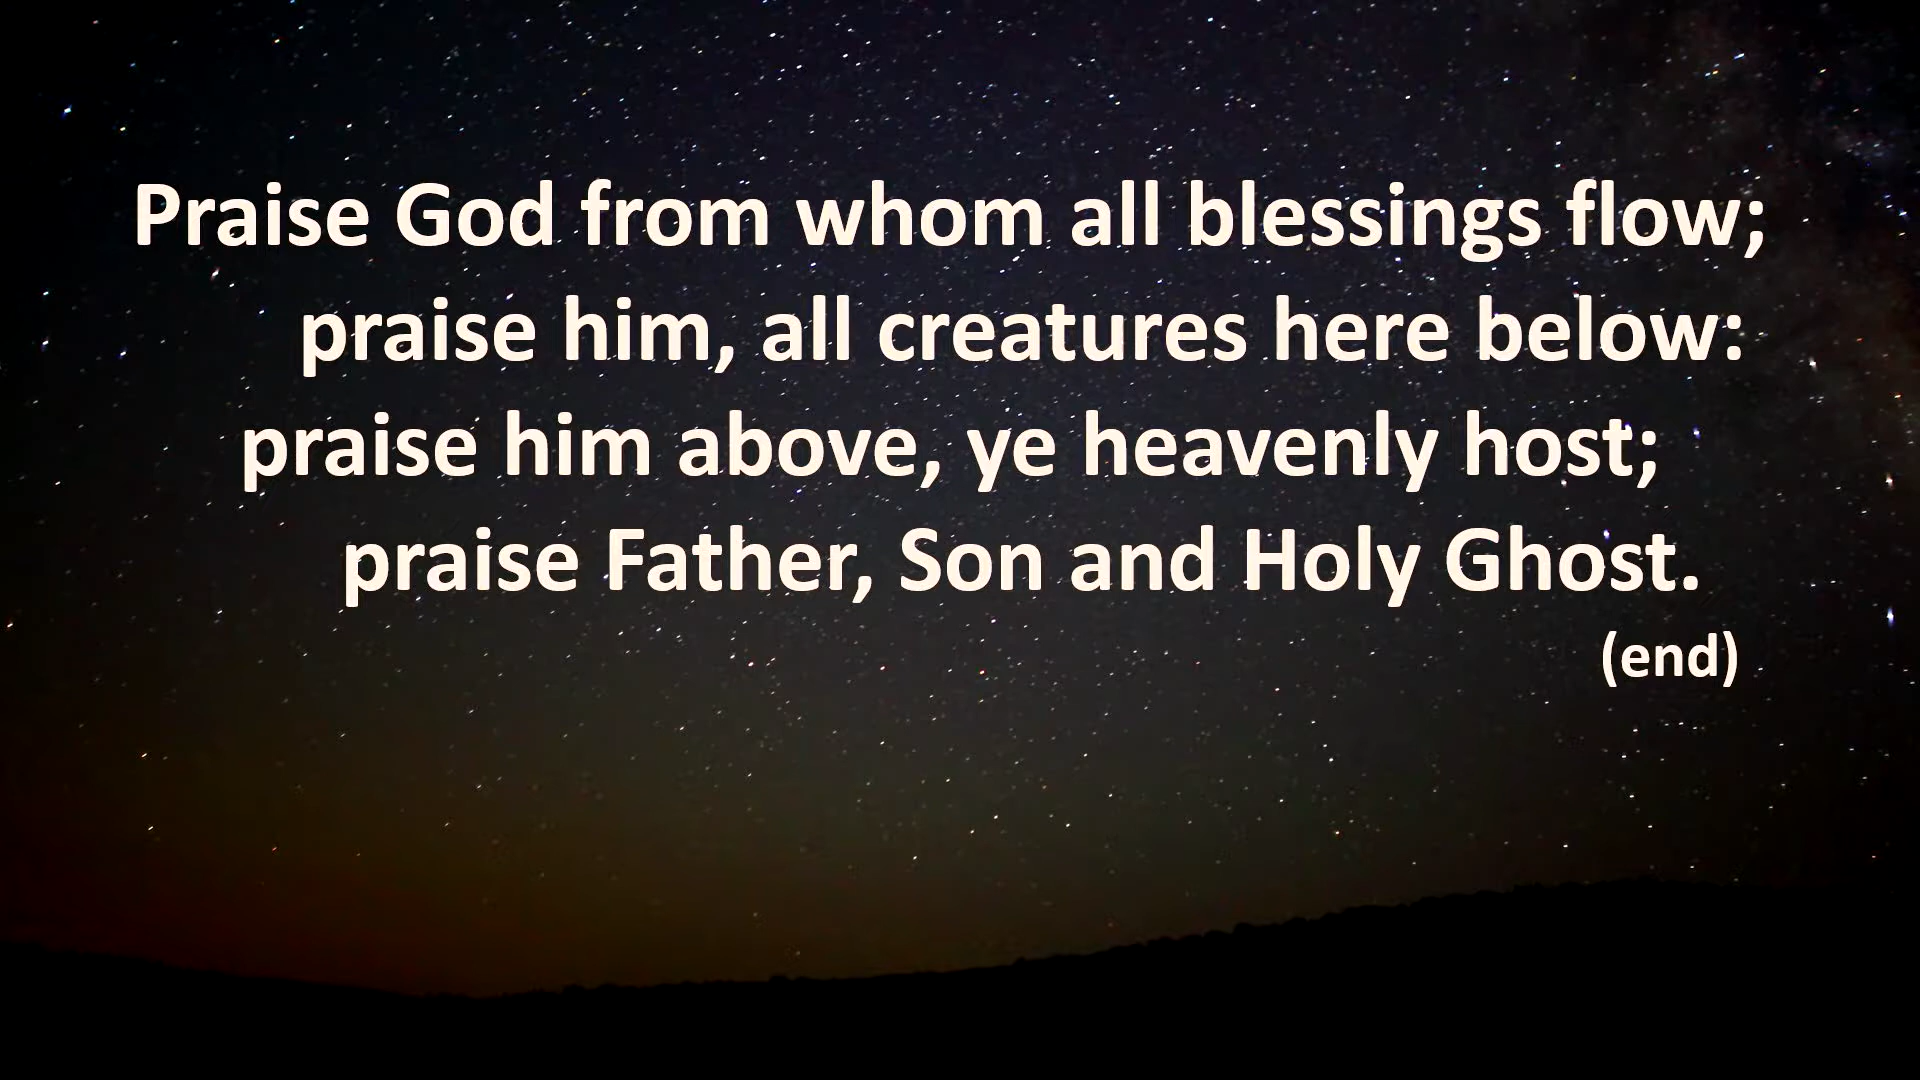 Praise God from whom all blessings flow;
praise him, all creatures here below:
praise him above, ye heavenly host;
praise Father, Son and Holy Ghost.
(end)